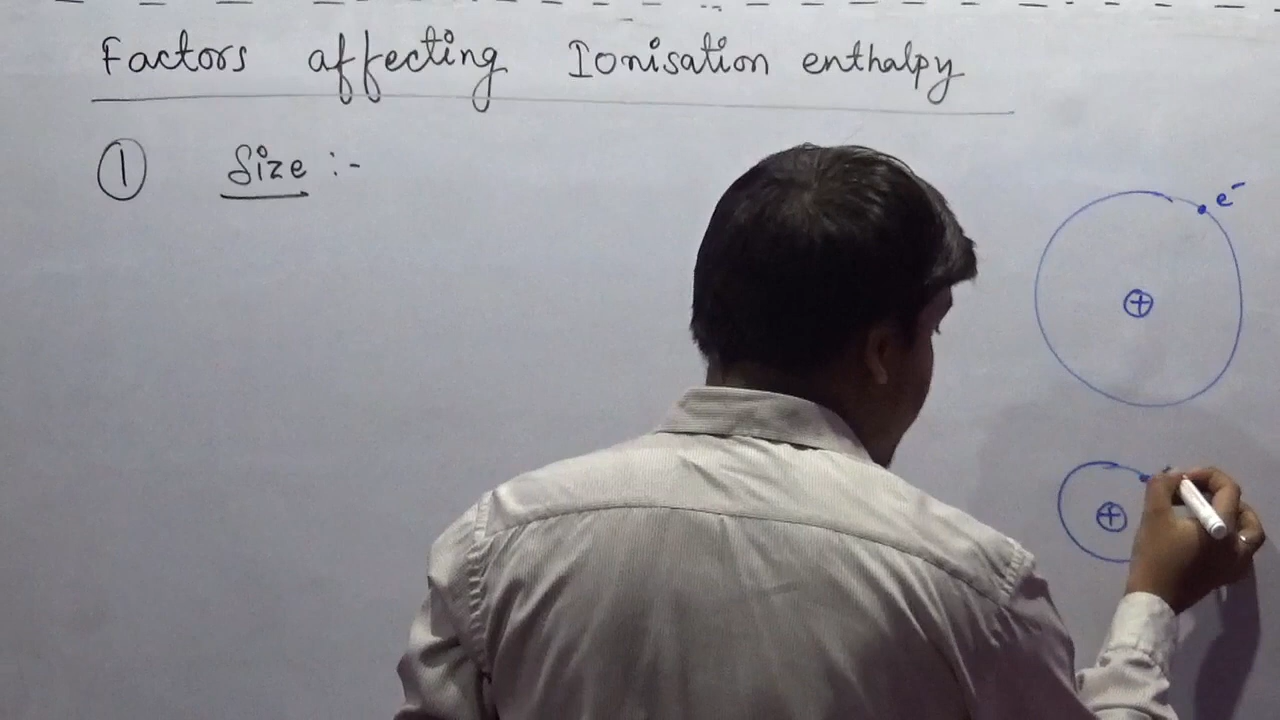 Factors affecting Ionisation enthalpy
① Size :-
e⁻
⊕
⊕